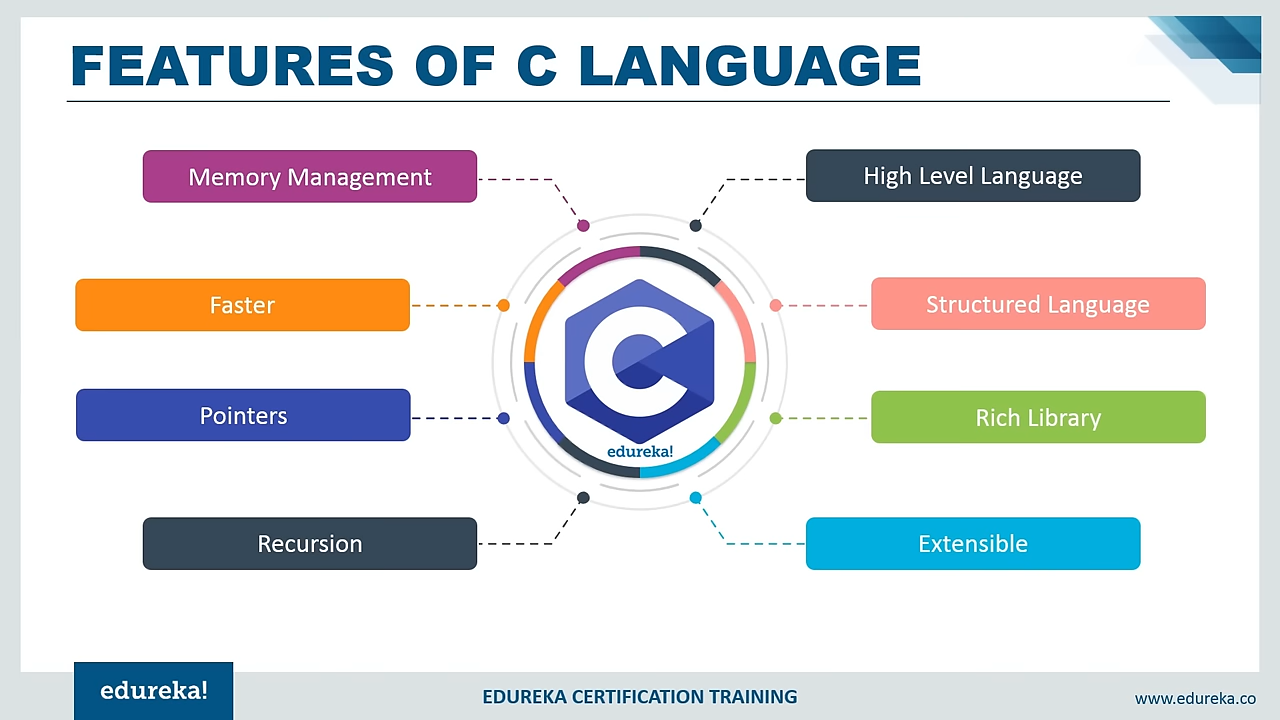 FEATURES OF C LANGUAGE
Memory Management
High Level Language
Faster
Structured Language
Pointers
Rich Library
edureka!
Recursion
Extensible
edureka!
EDUREKA CERTIFICATION TRAINING
www.edureka.co